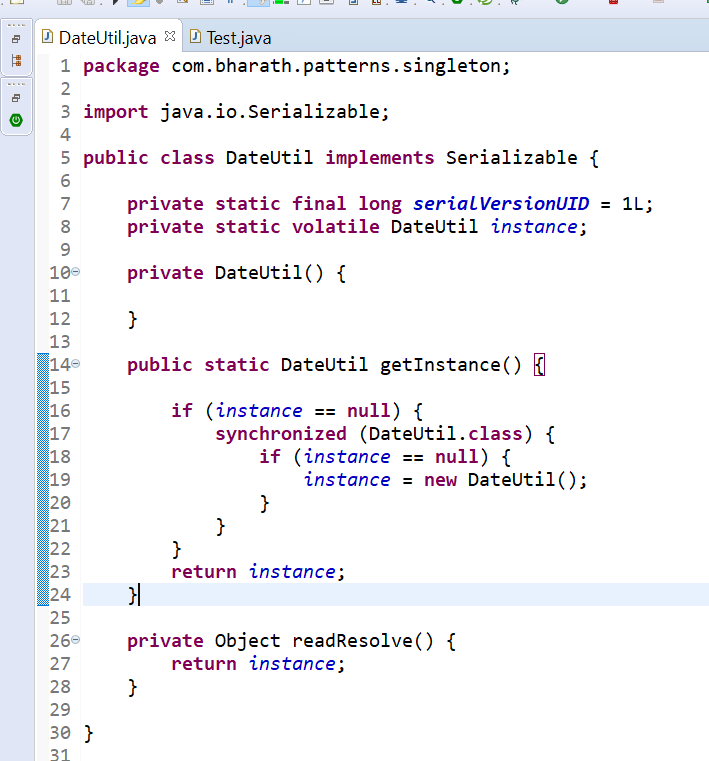 DateUtil.java Test.java
1 package com.bharath.patterns.singleton;
2
3 import java.io.Serializable;
4
5 public class DateUtil implements Serializable {
6
7     private static final long serialVersionUID = 1L;
8     private static volatile DateUtil instance;
9
10     private DateUtil() {
11
12     }
13
14     public static DateUtil getInstance() {
15
16         if (instance == null) {
17             synchronized (DateUtil.class) {
18                 if (instance == null) {
19                     instance = new DateUtil();
20                 }
21             }
22         }
23         return instance;
24     }
25
26     private Object readResolve() {
27         return instance;
28     }
29
30 }
31